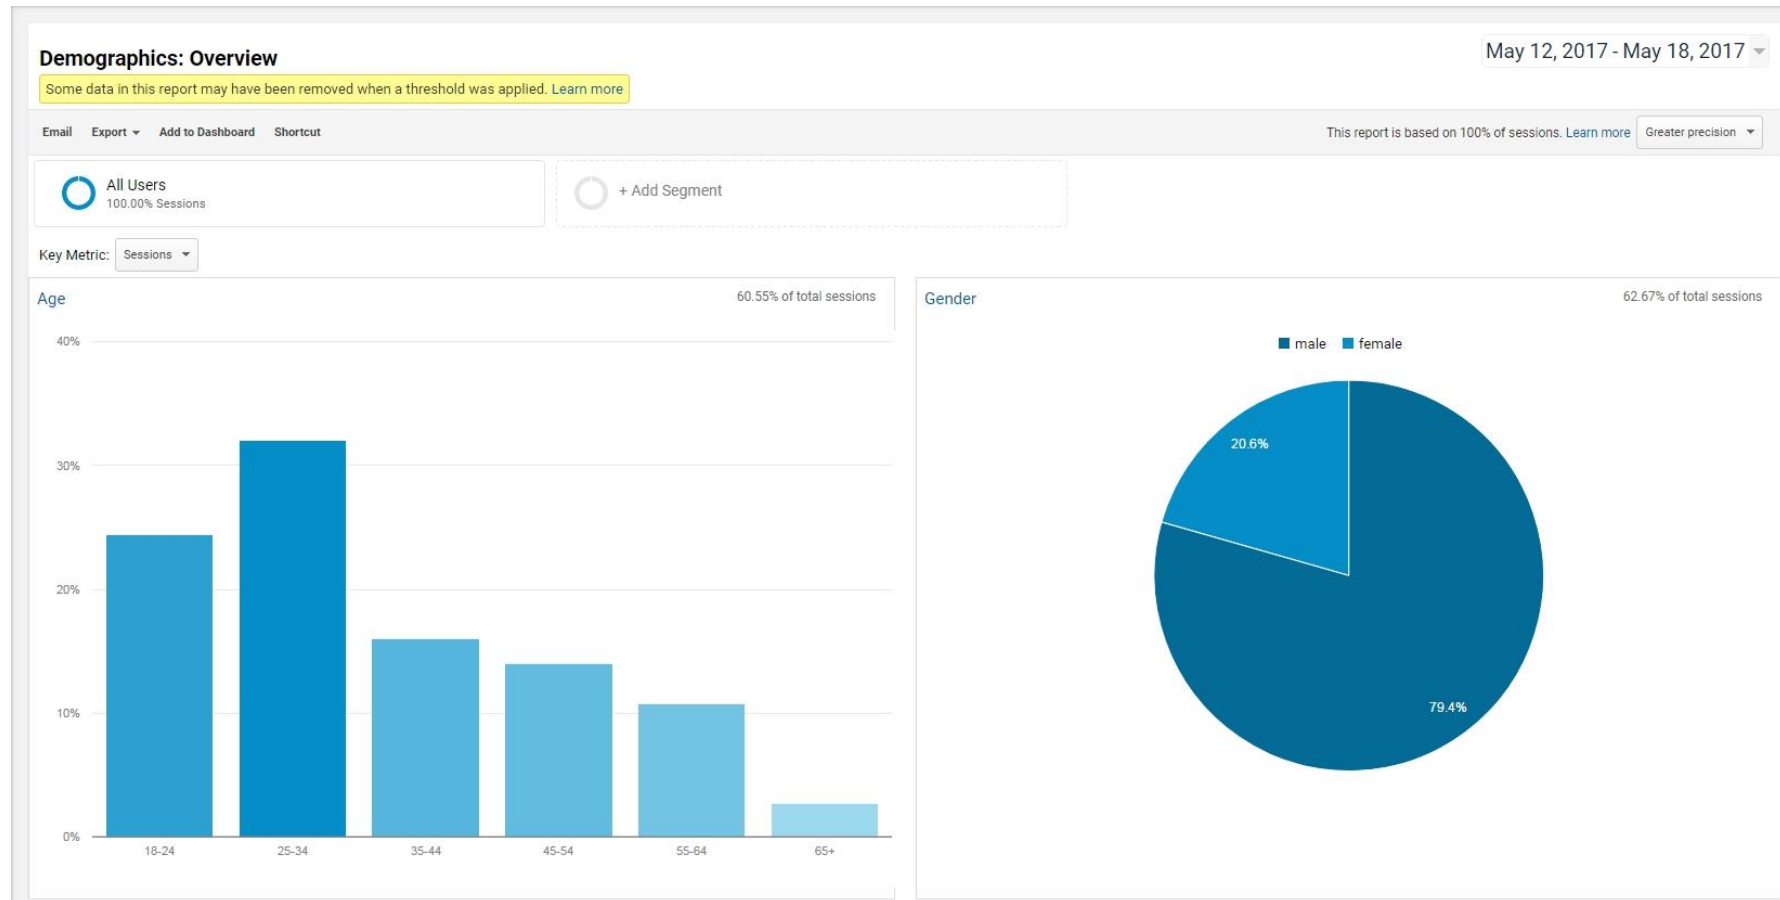 Demographics: Overview
May 12, 2017 - May 18, 2017
Some data in this report may have been removed when a threshold was applied. Learn more
Email Export Add to Dashboard Shortcut
This report is based on 100% of sessions. Learn more Greater precision
All Users
100.00% Sessions
+ Add Segment
Key Metric: Sessions
Age
60.55% of total sessions
40%
30%
20%
10%
0%
18-24 25-34 35-44 45-54 55-64 65+
Gender
62.67% of total sessions
male female
20.6%
79.4%